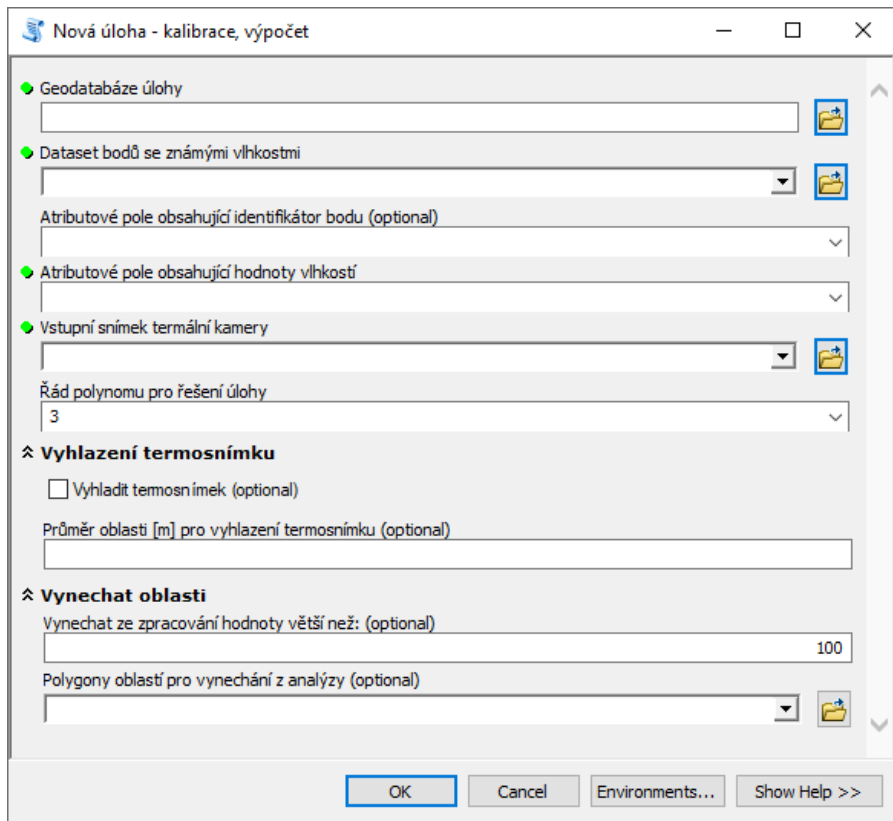 Nová úloha - kalibrace, výpočet
Geodatabáze úlohy
Dataset bodů se známými vlhkostmi
Atributové pole obsahující identifikátor bodu (optional)
Atributové pole obsahující hodnoty vlhkostí
Vstupní snímek termální kamery
Řád polynomu pro řešení úlohy
3
Vyhlazení termosnímku
Vyhladit termosnímek (optional)
Průměr oblasti [m] pro vyhlazení termosnímku (optional)
Vynechat oblasti
Vynechat ze zpracování hodnoty větší než: (optional)
100
Polygony oblastí pro vynechání z analýzy (optional)
OK Cancel Environments... Show Help >>